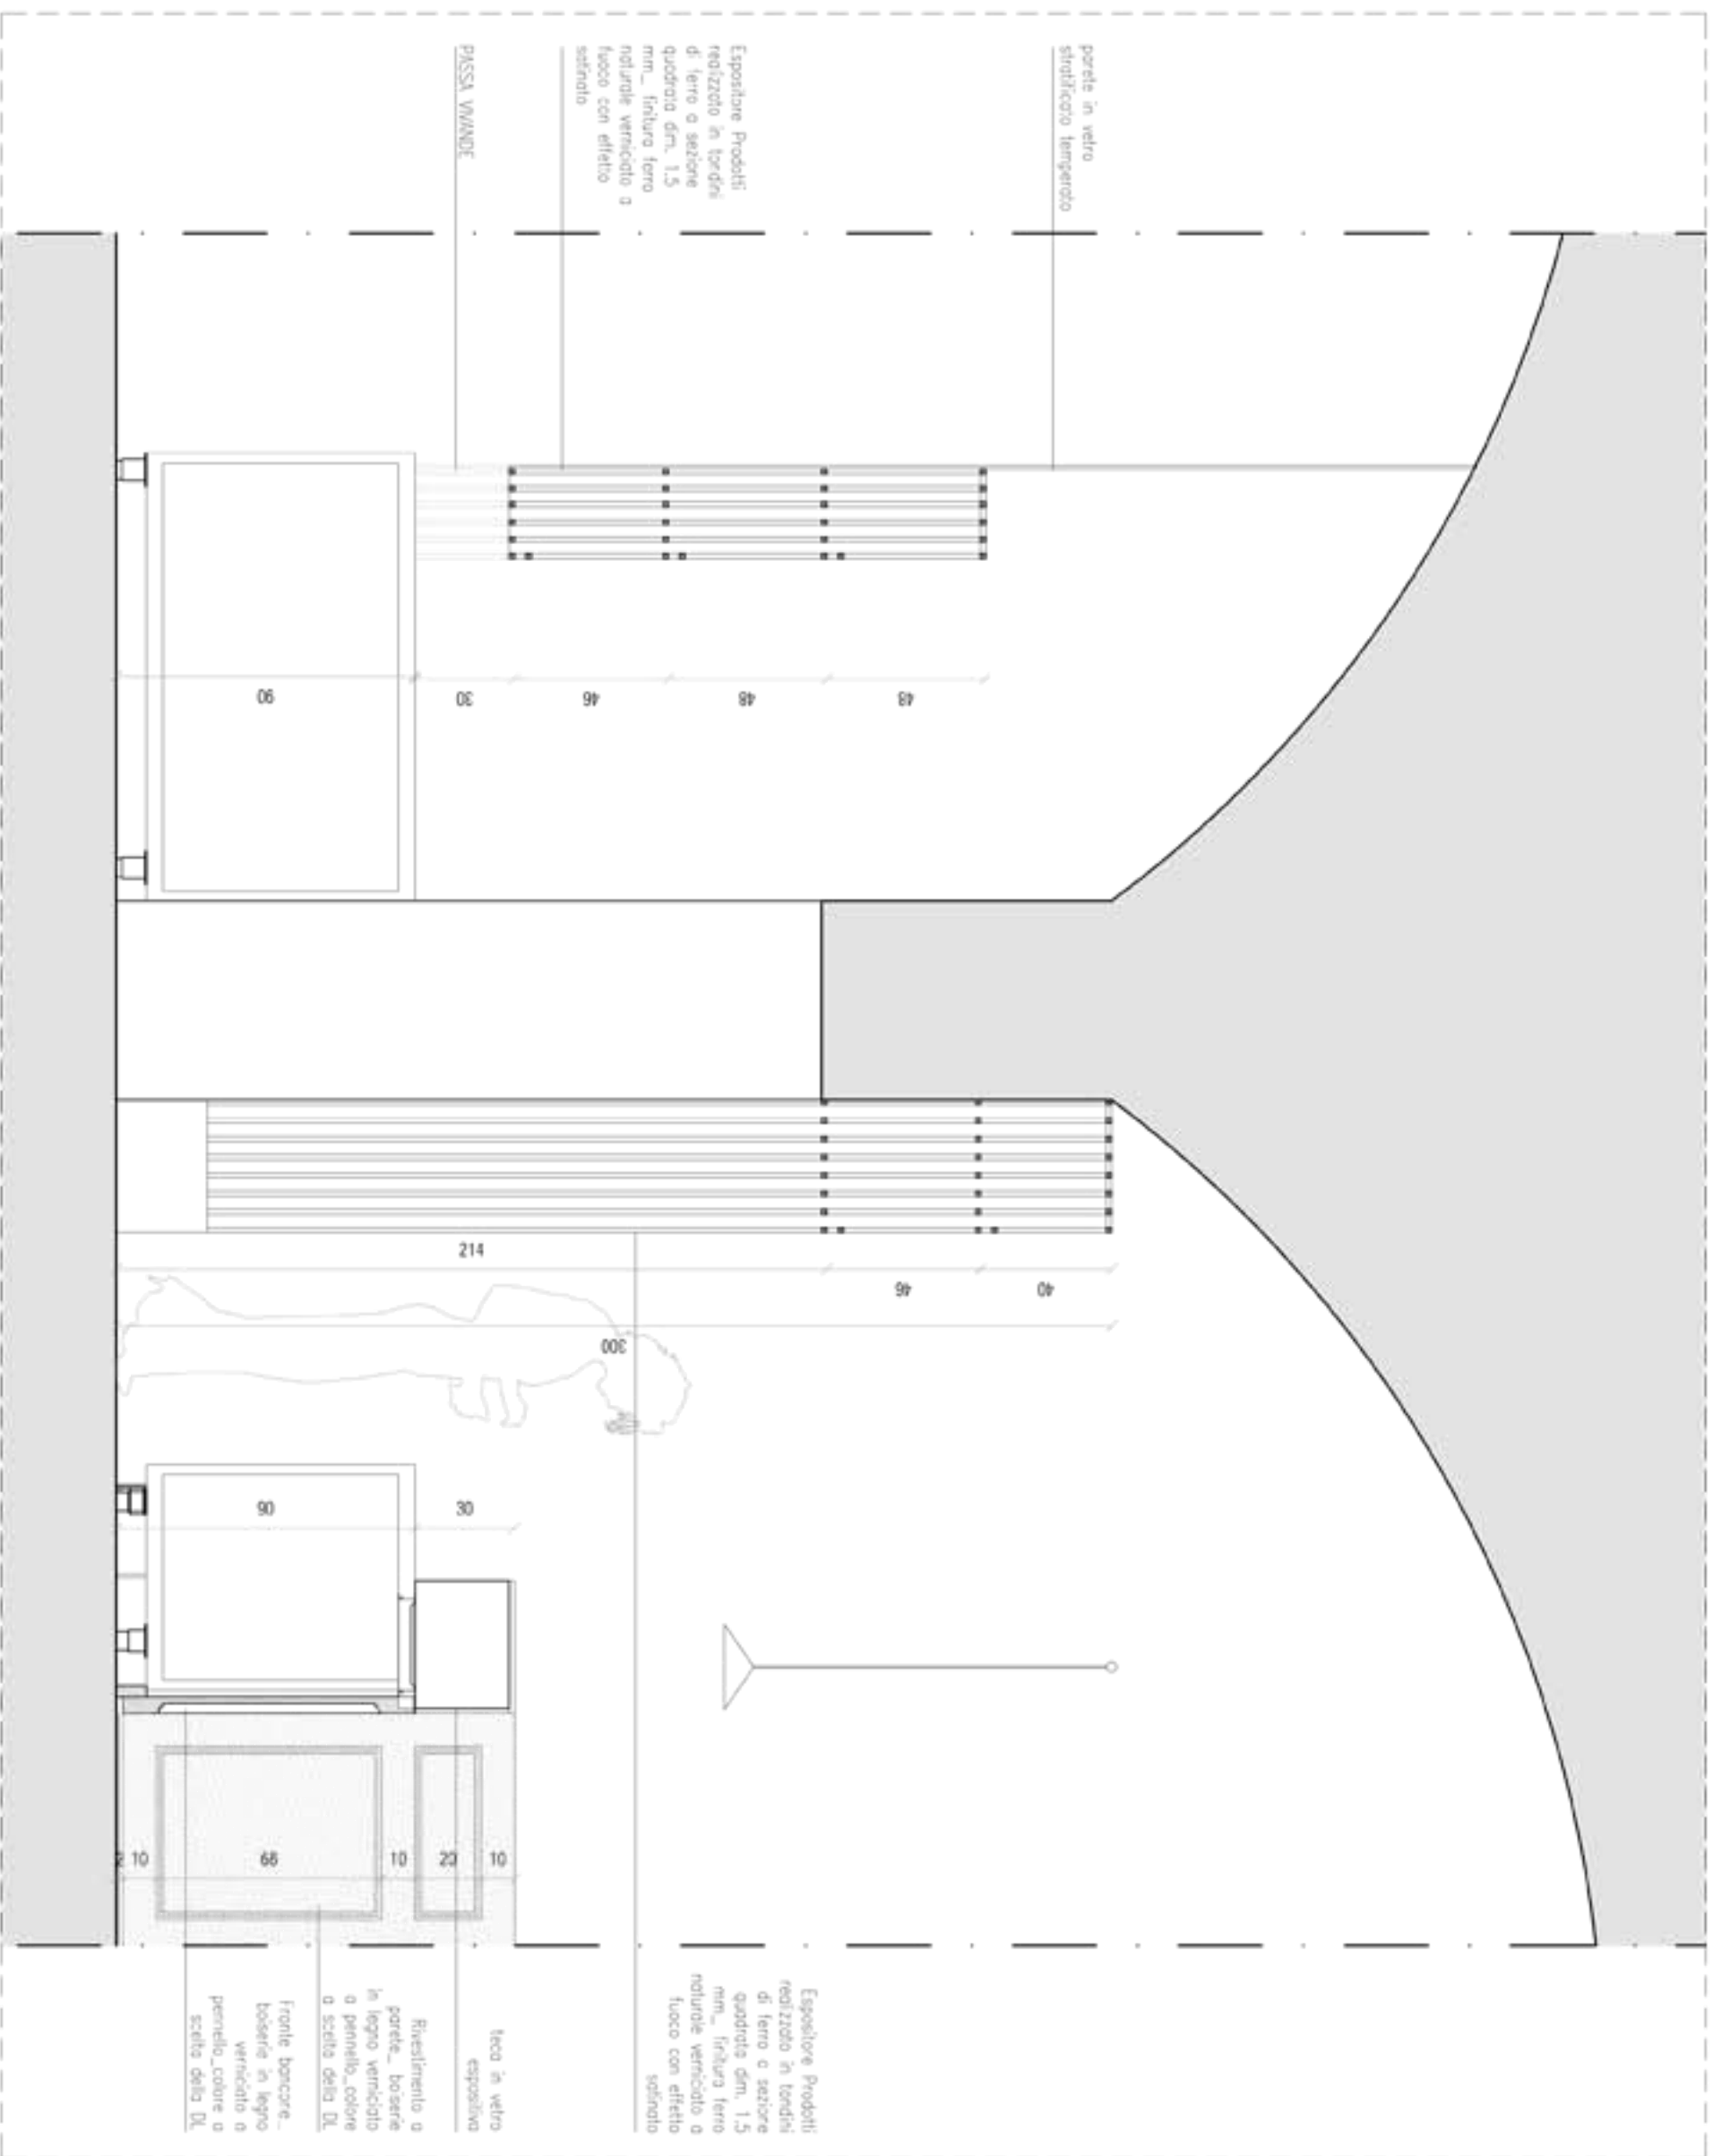 parete in vetro
stratificato temperato
Espositore Prodotti
realizzato in tondini
di ferro a sezione
quadrata dim. 1.5
mm_ finitura ferro
naturale verniciato a
fuoco con effetto
satinato
PASSA VIVANDE
90
30
46
48
48
214
46
40
300
90
30
2
10
66
10
20
10
Espositore Prodotti
realizzato in tondini
di ferro a sezione
quadrata dim. 1.5
mm_ finitura ferro
naturale verniciato a
fuoco con effetto
satinato
teca in vetro
espositiva
Rivestimento a
parete_ boiserie
in legno verniciato
a pennello_colore
a scelta della DL
Fronte bancone_
boiserie in legno
verniciato a
pennello_colore a
scelta della DL